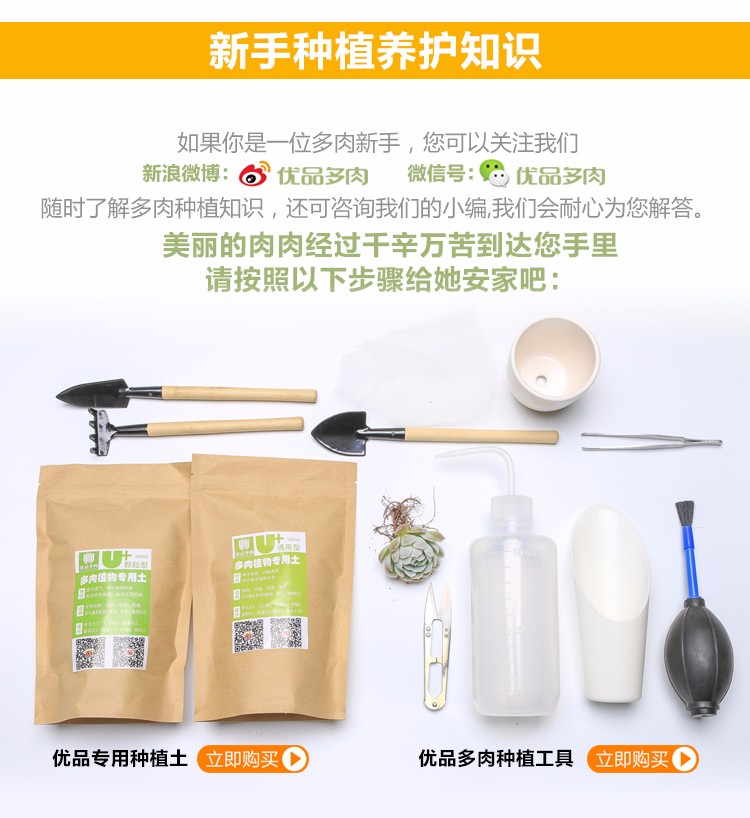 新手种植养护知识
如果你是一位多肉新手，您可以关注我们
新浪微博：优品多肉 微信号：优品多肉
随时了解多肉种植知识，还可咨询我们的小编,我们会耐心为您解答。
美丽的肉肉经过千辛万苦到达您手里
请按照以下步骤给她安家吧：
U+
颗粒型
多肉植物专用土
U+
通用型
多肉植物专用土
优品专用种植土 立即购买
优品多肉种植工具 立即购买